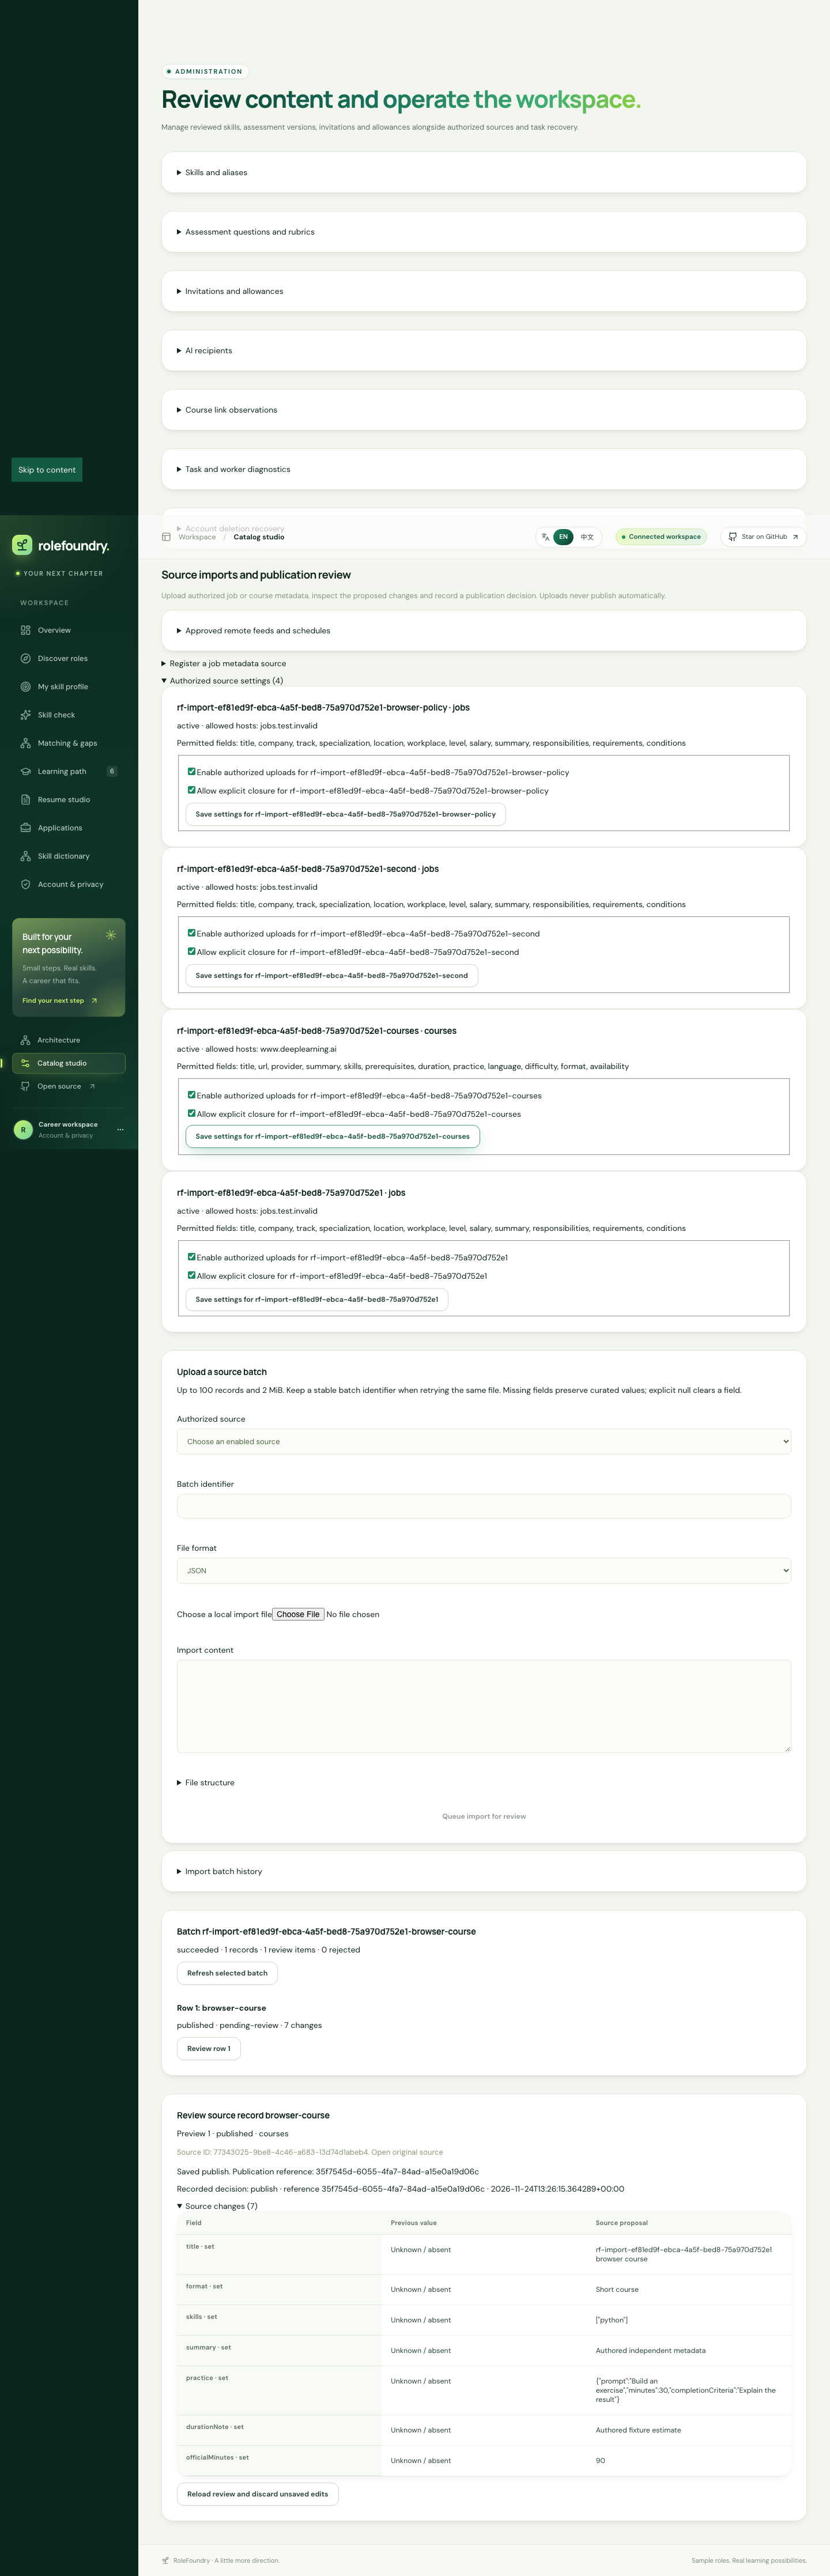 ADMINISTRATION
Review content and operate the workspace.
Manage reviewed skills, assessment versions, invitations and allowances alongside authorized sources and task recovery.
Skills and aliases
Assessment questions and rubrics
Invitations and allowances
AI recipients
Course link observations
Task and worker diagnostics
Skip to content
Account deletion recovery
Workspace / Catalog studio
EN
中文
Connected workspace
Star on GitHub
rolefoundry.
YOUR NEXT CHAPTER
WORKSPACE
Overview
Discover roles
My skill profile
Skill check
Matching & gaps
Learning path 6
Resume studio
Applications
Skill dictionary
Account & privacy
Built for your
next possibility.
Small steps. Real skills.
A career that fits.
Find your next step
Architecture
Catalog studio
Open source
R
Career workspace
Account & privacy
Source imports and publication review
Upload authorized job or course metadata, inspect the proposed changes and record a publication decision. Uploads never publish automatically.
Approved remote feeds and schedules
Register a job metadata source
Authorized source settings (4)
rf-import-ef81ed9f-ebca-4a5f-bed8-75a970d752e1-browser-policy · jobs
active · allowed hosts: jobs.test.invalid
Permitted fields: title, company, track, specialization, location, workplace, level, salary, summary, responsibilities, requirements, conditions
Enable authorized uploads for rf-import-ef81ed9f-ebca-4a5f-bed8-75a970d752e1-browser-policy
Allow explicit closure for rf-import-ef81ed9f-ebca-4a5f-bed8-75a970d752e1-browser-policy
Save settings for rf-import-ef81ed9f-ebca-4a5f-bed8-75a970d752e1-browser-policy
rf-import-ef81ed9f-ebca-4a5f-bed8-75a970d752e1-second · jobs
active · allowed hosts: jobs.test.invalid
Permitted fields: title, company, track, specialization, location, workplace, level, salary, summary, responsibilities, requirements, conditions
Enable authorized uploads for rf-import-ef81ed9f-ebca-4a5f-bed8-75a970d752e1-second
Allow explicit closure for rf-import-ef81ed9f-ebca-4a5f-bed8-75a970d752e1-second
Save settings for rf-import-ef81ed9f-ebca-4a5f-bed8-75a970d752e1-second
rf-import-ef81ed9f-ebca-4a5f-bed8-75a970d752e1-courses · courses
active · allowed hosts: www.deeplearning.ai
Permitted fields: title, url, provider, summary, skills, prerequisites, duration, practice, language, difficulty, format, availability
Enable authorized uploads for rf-import-ef81ed9f-ebca-4a5f-bed8-75a970d752e1-courses
Allow explicit closure for rf-import-ef81ed9f-ebca-4a5f-bed8-75a970d752e1-courses
Save settings for rf-import-ef81ed9f-ebca-4a5f-bed8-75a970d752e1-courses
rf-import-ef81ed9f-ebca-4a5f-bed8-75a970d752e1 · jobs
active · allowed hosts: jobs.test.invalid
Permitted fields: title, company, track, specialization, location, workplace, level, salary, summary, responsibilities, requirements, conditions
Enable authorized uploads for rf-import-ef81ed9f-ebca-4a5f-bed8-75a970d752e1
Allow explicit closure for rf-import-ef81ed9f-ebca-4a5f-bed8-75a970d752e1
Save settings for rf-import-ef81ed9f-ebca-4a5f-bed8-75a970d752e1
Upload a source batch
Up to 100 records and 2 MiB. Keep a stable batch identifier when retrying the same file. Missing fields preserve curated values; explicit null clears a field.
Authorized source
Choose an enabled source
Batch identifier
File format
JSON
Choose a local import file Choose File No file chosen
Import content
File structure
Queue import for review
Import batch history
Batch rf-import-ef81ed9f-ebca-4a5f-bed8-75a970d752e1-browser-course
succeeded · 1 records · 1 review items · 0 rejected
Refresh selected batch
Row 1: browser-course
published · pending-review · 7 changes
Review row 1
Review source record browser-course
Preview 1 · published · courses
Source ID: 77343025-9be8-4c46-a683-13d74d1abeb4. Open original source
Saved publish. Publication reference: 35f7545d-6055-4fa7-84ad-a15e0a19d06c
Recorded decision: publish · reference 35f7545d-6055-4fa7-84ad-a15e0a19d06c · 2026-11-24T13:26:15.364289+00:00
Source changes (7)
Field Previous value Source proposal
title · set Unknown / absent rf-import-ef81ed9f-ebca-4a5f-bed8-75a970d752e1
browser course
format · set Unknown / absent Short course
skills · set Unknown / absent ["python"]
summary · set Unknown / absent Authored independent metadata
practice · set Unknown / absent {"prompt":"Build an
exercise","minutes":30,"completionCriteria":"Explain the
result"}
durationNote · set Unknown / absent Authored fixture estimate
officialMinutes · set Unknown / absent 90
Reload review and discard unsaved edits
RoleFoundry · A little more direction.
Sample roles. Real learning possibilities.